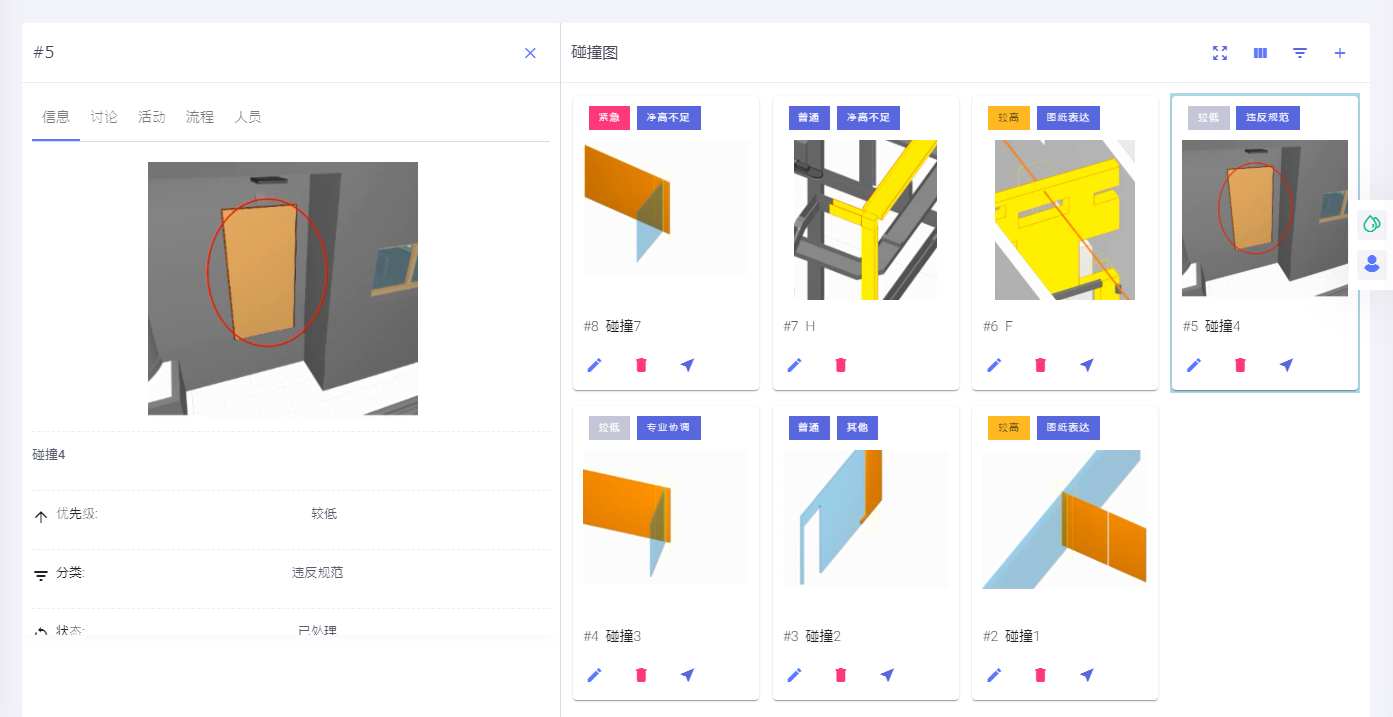 #5
信息 讨论 活动 流程 人员
碰撞4
优先级: 较低
分类: 违反规范
状态: 已处理
碰撞图
紧急 净高不足
#8 碰撞7
普通 净高不足
#7 H
较高 图纸表达
#6 F
较低 违反规范
#5 碰撞4
较低 专业协调
#4 碰撞3
普通 其他
#3 碰撞2
较高 图纸表达
#2 碰撞1